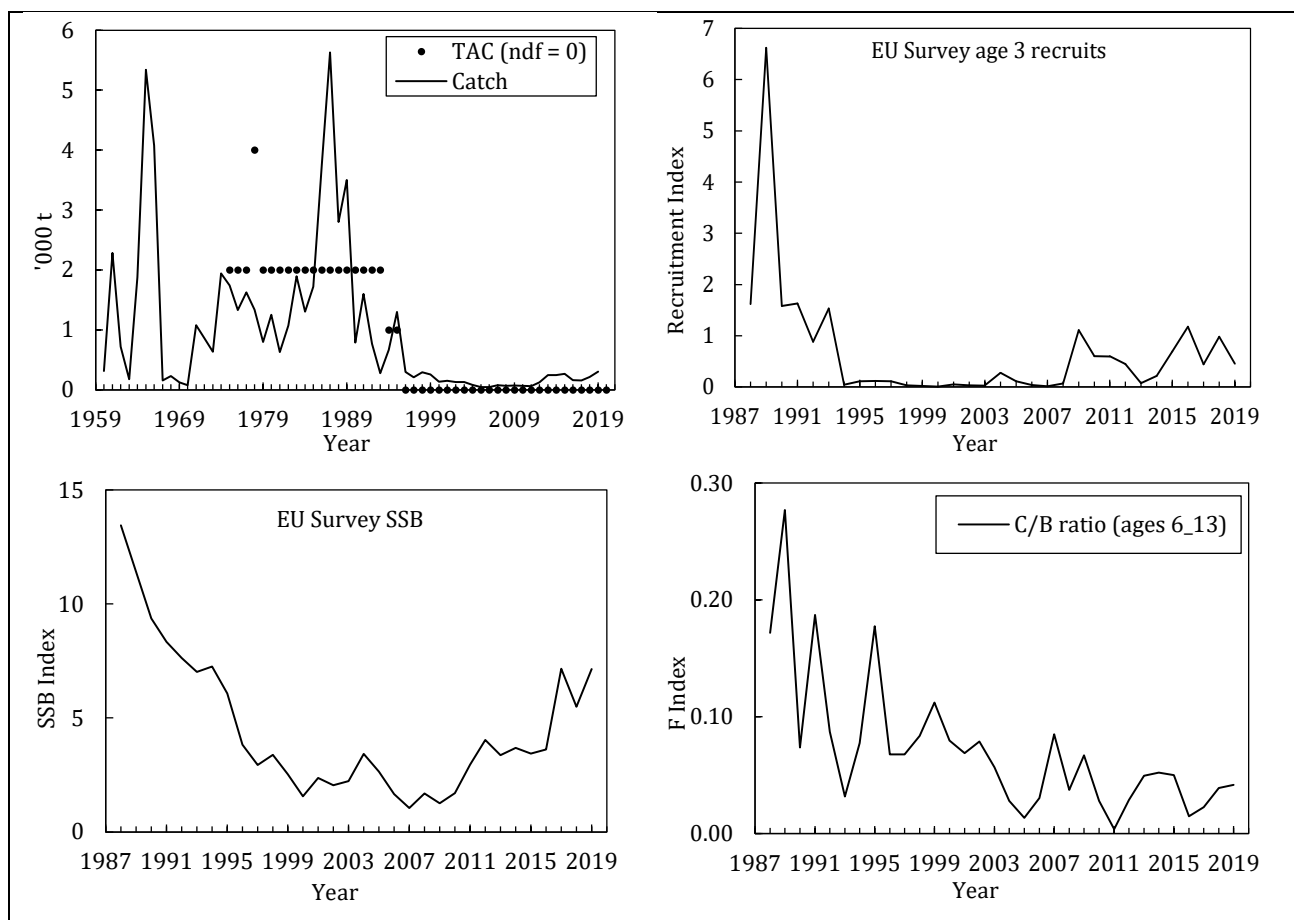 TAC (ndf = 0)
Catch
6
5
4
3
2
1
0
'000 t
1959 1969 1979 1989 1999 2009 2019
Year
EU Survey age 3 recruits
7
6
5
4
3
2
1
0
Recruitment Index
1987 1991 1995 1999 2003 2007 2011 2015 2019
Year
EU Survey SSB
15
10
5
0
SSB Index
1987 1991 1995 1999 2003 2007 2011 2015 2019
Year
C/B ratio (ages 6_13)
0.30
0.20
0.10
0.00
F Index
1987 1991 1995 1999 2003 2007 2011 2015 2019
Year